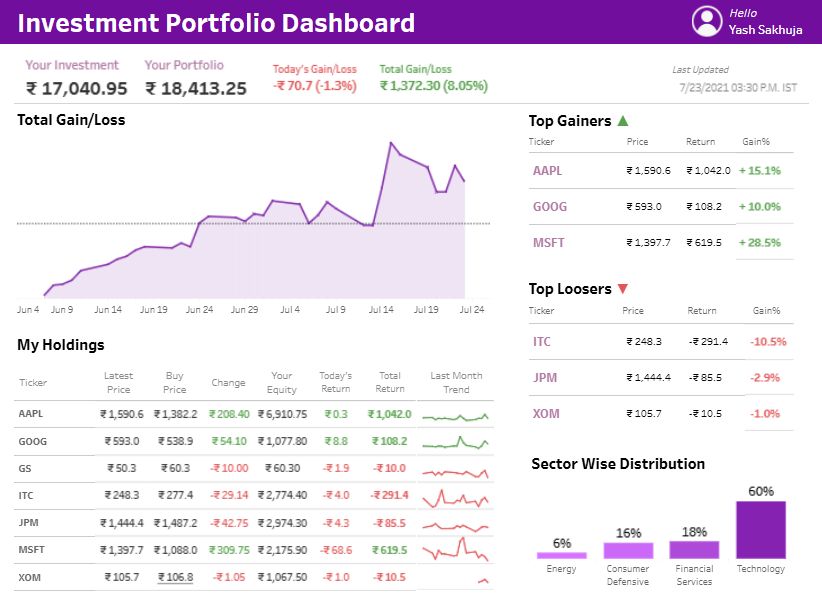 Investment Portfolio Dashboard
Hello
Yash Sakhuja
Your Investment
₹ 17,040.95
Your Portfolio
₹ 18,413.25
Today's Gain/Loss
-₹ 70.7 (-1.3%)
Total Gain/Loss
₹ 1,372.30 (8.05%)
Last Updated
7/23/2021 03:30 P.M. IST
Total Gain/Loss
Jun 4 Jun 9 Jun 14 Jun 19 Jun 24 Jun 29 Jul 4 Jul 9 Jul 14 Jul 19 Jul 24
My Holdings
Ticker Latest Price Buy Price Change Your Equity Today's Return Total Return Last Month Trend
AAPL ₹ 1,590.6 ₹ 1,382.2 ₹ 208.40 ₹ 6,910.75 ₹ 0.3 ₹ 1,042.0
GOOG ₹ 593.0 ₹ 538.9 ₹ 54.10 ₹ 1,077.80 ₹ 8.8 ₹ 108.2
GS ₹ 50.3 ₹ 60.3 -₹ 10.00 ₹ 60.30 -₹ 1.9 -₹ 10.0
ITC ₹ 248.3 ₹ 277.4 -₹ 29.14 ₹ 2,774.40 -₹ 4.0 -₹ 291.4
JPM ₹ 1,444.4 ₹ 1,487.2 -₹ 42.75 ₹ 2,974.30 -₹ 4.3 -₹ 85.5
MSFT ₹ 1,397.7 ₹ 1,088.0 ₹ 309.75 ₹ 2,175.90 -₹ 68.6 ₹ 619.5
XOM ₹ 105.7 ₹ 106.8 -₹ 1.05 ₹ 1,067.50 -₹ 1.0 -₹ 10.5
Top Gainers ▲
Ticker Price Return Gain%
AAPL ₹ 1,590.6 ₹ 1,042.0 + 15.1%
GOOG ₹ 593.0 ₹ 108.2 + 10.0%
MSFT ₹ 1,397.7 ₹ 619.5 + 28.5%
Top Loosers ▼
Ticker Price Return Gain%
ITC ₹ 248.3 -₹ 291.4 -10.5%
JPM ₹ 1,444.4 -₹ 85.5 -2.9%
XOM ₹ 105.7 -₹ 10.5 -1.0%
Sector Wise Distribution
6% 16% 18% 60%
Energy Consumer Defensive Financial Services Technology